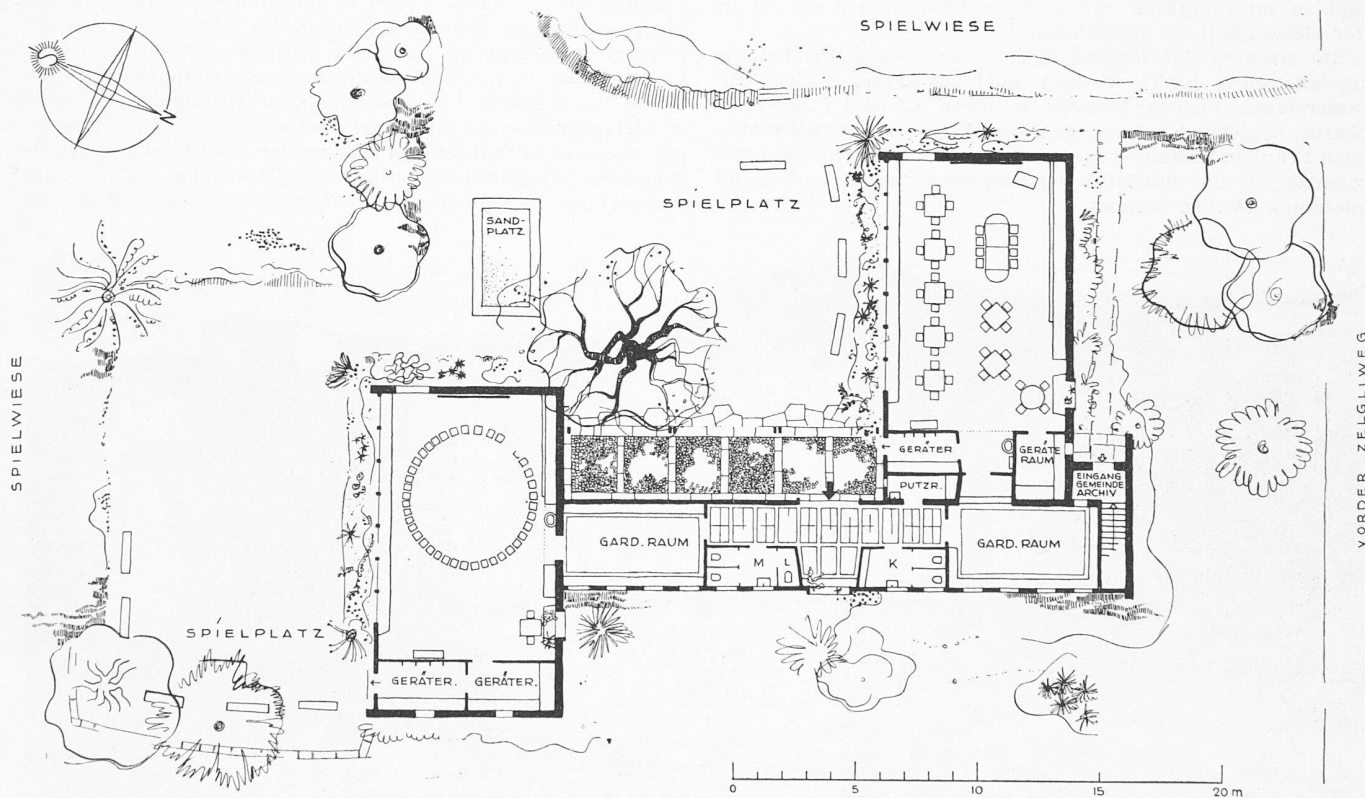 SPIELWIESE
N
SAND-
PLATZ
SPIELPLATZ
SPIELWIESE
VORDER ZELGLIWEG
GERÄTER
GERÄTE
RAUM
PUTZR.
EINGANG
GEMEINDE
ARCHIV
GARD. RAUM
M L
K
GARD. RAUM
SPIELPLATZ
GERÄTER.
GERÄTER.
0 5 10 15 20 m